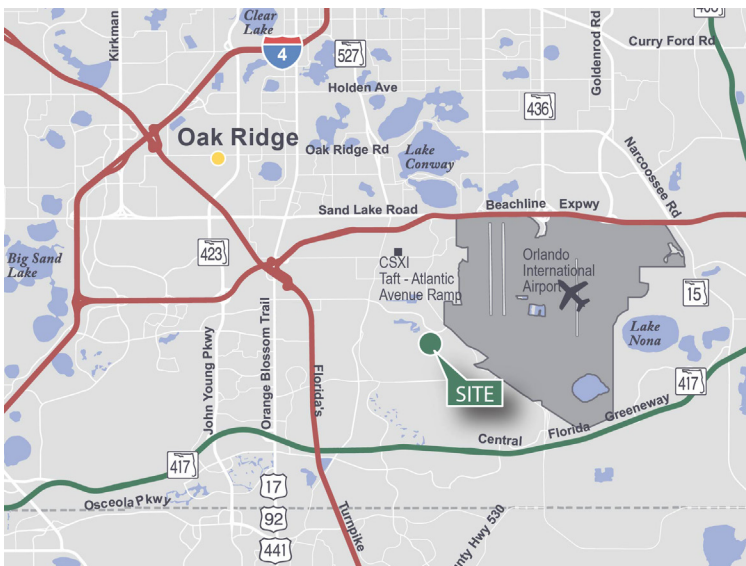 Clear
Lake
Kirkman
4
527
Goldenrod Rd
Curry Ford Rd
Holden Ave
436
Oak Ridge
Oak Ridge Rd
Lake
Conway
Narcoossee Rd
Sand Lake Road
Beachline Expwy
Big Sand
Lake
423
CSXI
Taft - Atlantic
Avenue Ramp
Orlando
International
Airport
15
Lake
Nona
John Young Pkwy
Orange Blossom Trail
Florida's
SITE
417
Central Florida Greeneway
417
Osceola Pkwy
17
92
441
Turnpike
nty Hwy 530